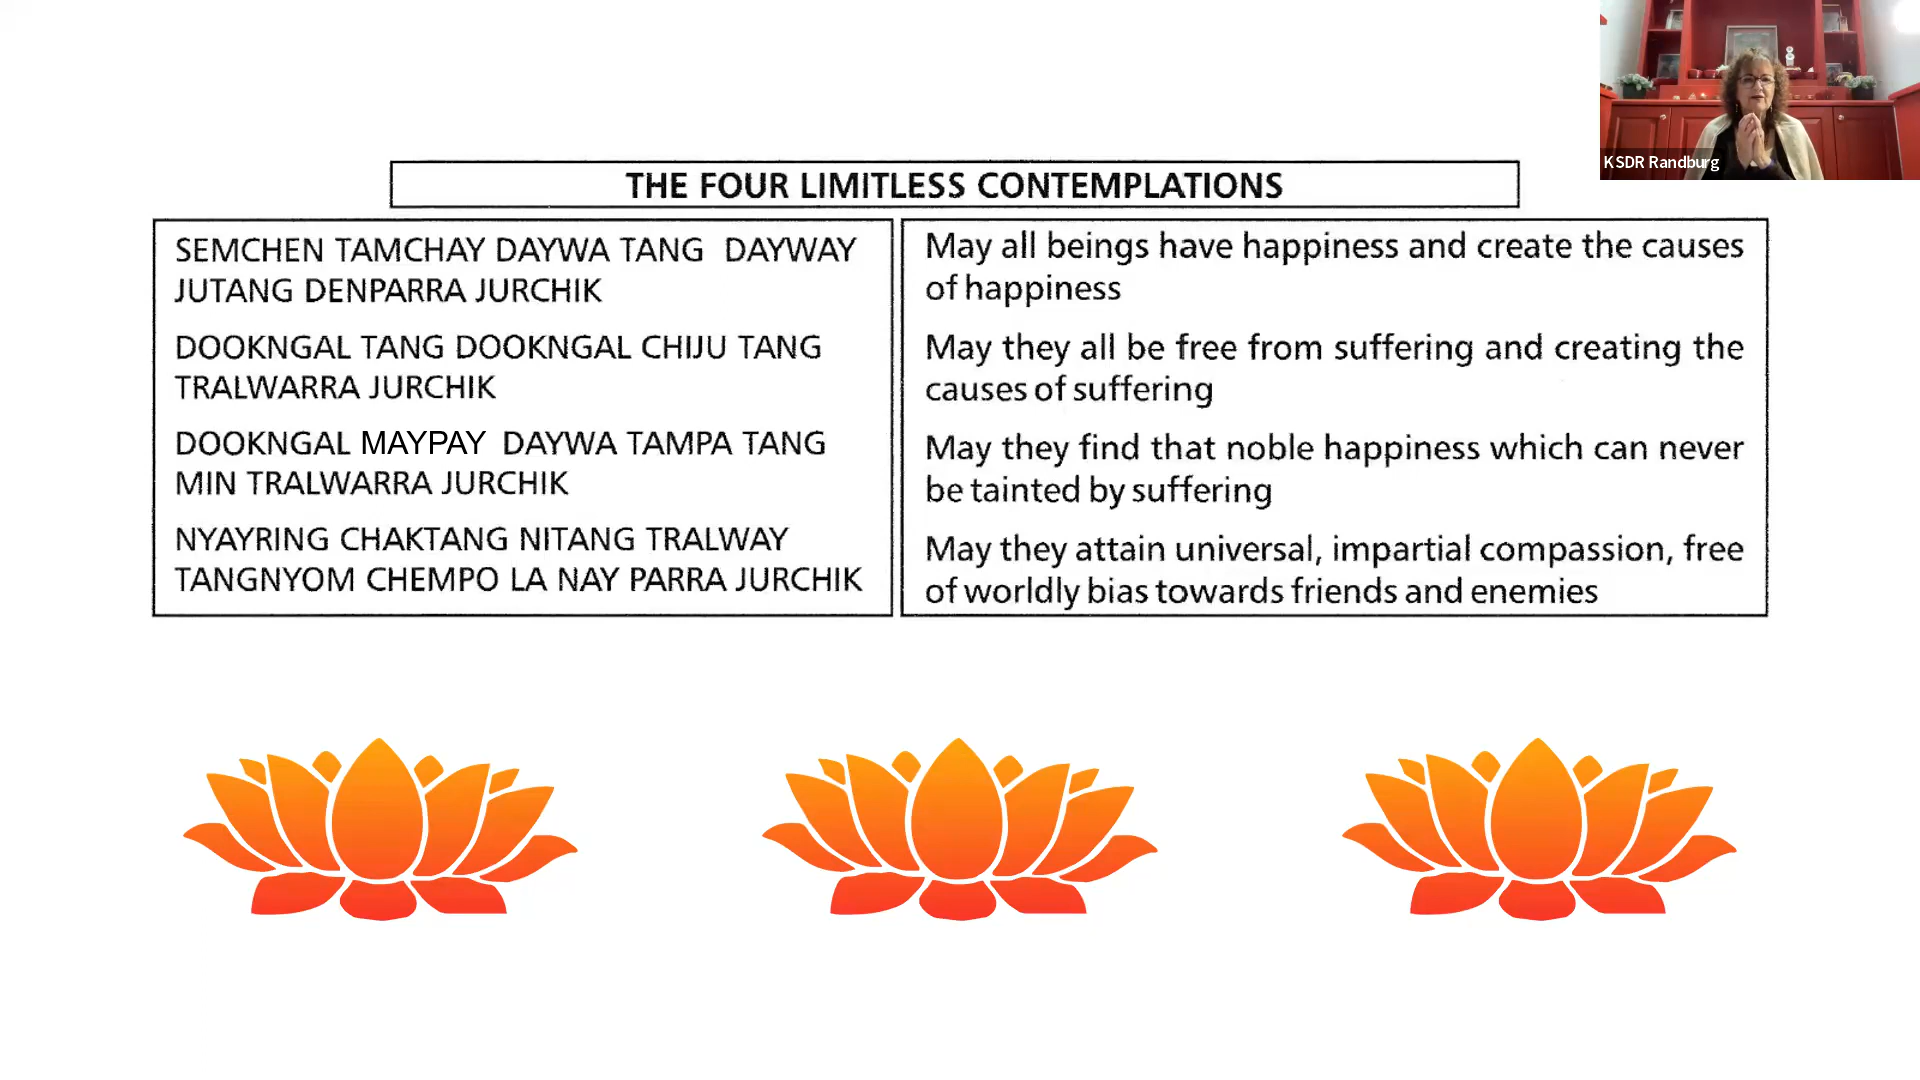 THE FOUR LIMITLESS CONTEMPLATIONS
SEMCHEN TAMCHAY DAYWA TANG DAYWAY
JUTANG DENPARRA JURCHIK
DOOKNGAL TANG DOOKNGAL CHIJU TANG
TRALWARRA JURCHIK
DOOKNGAL MAYPAY DAYWA TAMPA TANG
MIN TRALWARRA JURCHIK
NYAYRING CHAKTANG NITANG TRALWAY
TANGNYOM CHEMPO LA NAY PARRA JURCHIK
May all beings have happiness and create the causes
of happiness
May they all be free from suffering and creating the
causes of suffering
May they find that noble happiness which can never
be tainted by suffering
May they attain universal, impartial compassion, free
of worldly bias towards friends and enemies
KSDR Randburg